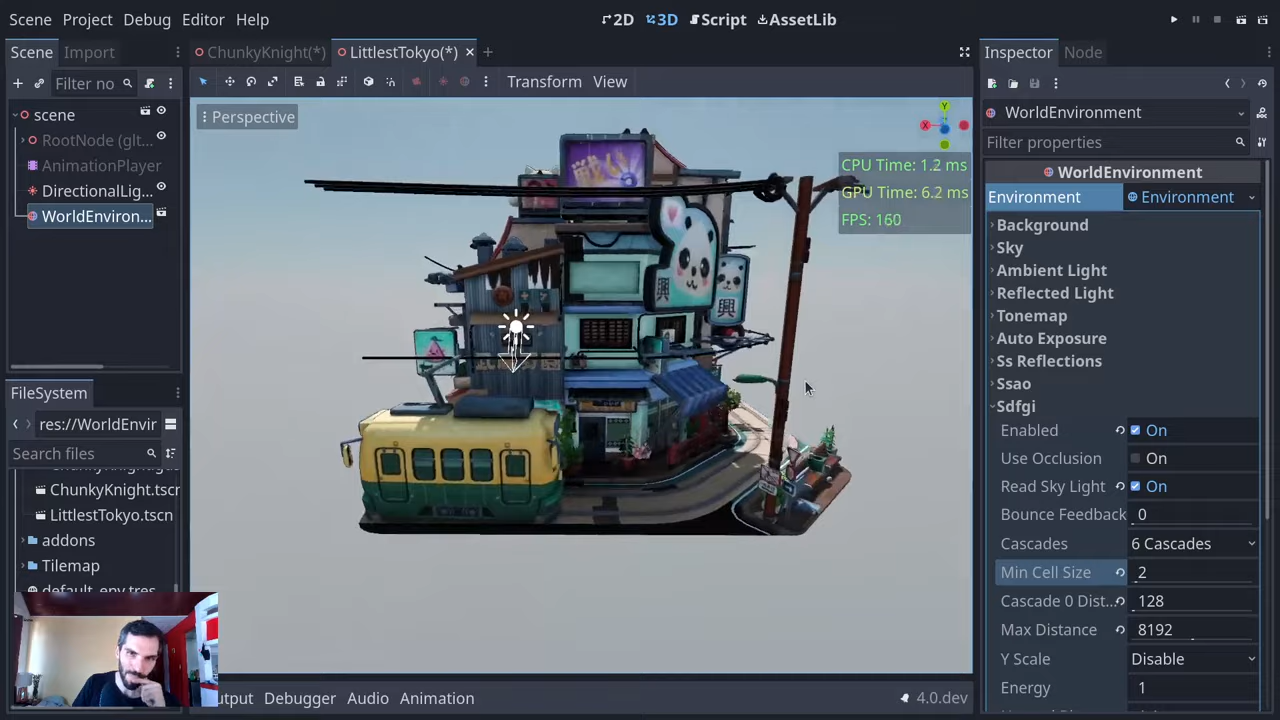 Scene Project Debug Editor Help
2D 3D Script AssetLib
Scene Import
ChunkyKnight(*) LittlestTokyo(*)
Inspector Node
Filter no
Transform View
Perspective
scene
RootNode (glt...
AnimationPlayer
DirectionalLig...
WorldEnviron...
CPU Time: 1.2 ms
GPU Time: 6.2 ms
FPS: 160
Y
X
興
興
WorldEnvironment
Filter properties
WorldEnvironment
Environment Environment
Background
Sky
Ambient Light
Reflected Light
Tonemap
Auto Exposure
Ss Reflections
Ssao
Sdfgi
Enabled On
Use Occlusion On
Read Sky Light On
Bounce Feedback 0
Cascades 6 Cascades
Min Cell Size 2
Cascade 0 Dist... 128
Max Distance 8192
Y Scale Disable
Energy 1
FileSystem
res://WorldEnvir
Search files
ChunkyKnight.tscr
LittlestTokyo.tscn
addons
Tilemap
default_env.tres
utput Debugger Audio Animation
4.0.dev